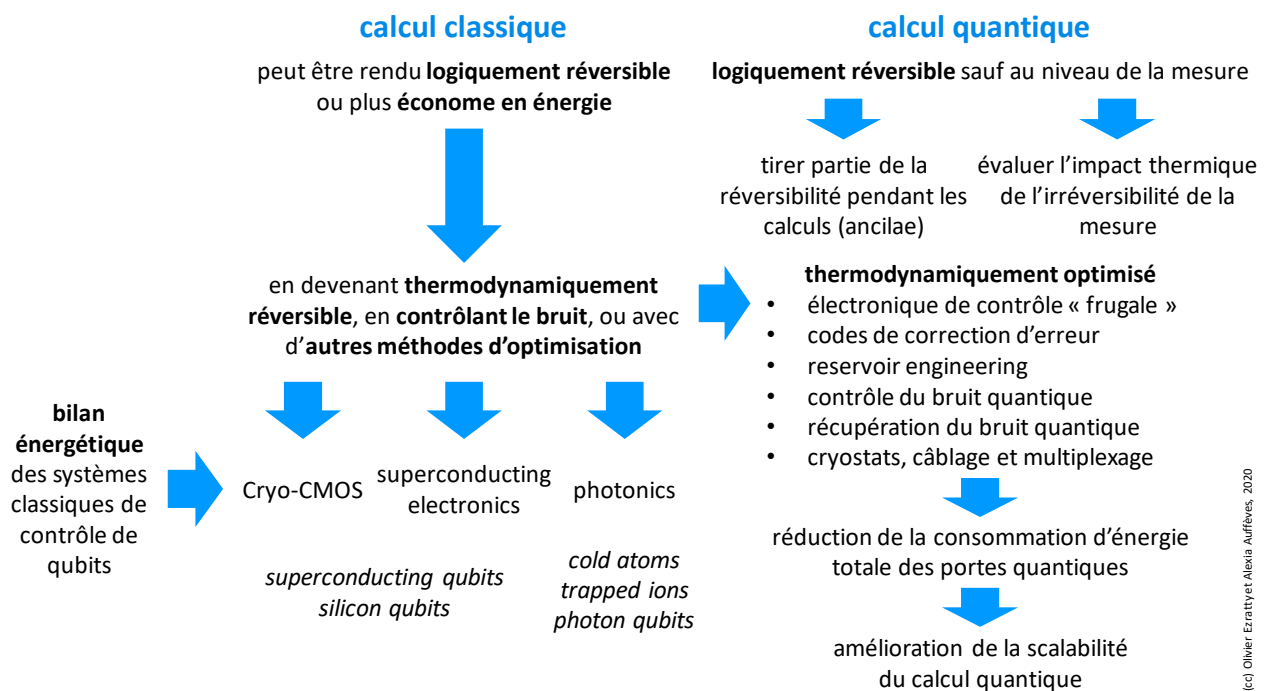 calcul classique
peut être rendu logiquement réversible
ou plus économe en énergie
en devenant thermodynamiquement
réversible, en contrôlant le bruit, ou avec
d'autres méthodes d'optimisation
bilan
énergétique
des systèmes
classiques de
contrôle de
qubits
Cryo-CMOS
superconducting
electronics
photonics
superconducting qubits
silicon qubits
cold atoms
trapped ions
photon qubits
calcul quantique
logiquement réversible sauf au niveau de la mesure
tirer partie de la
réversibilité pendant les
calculs (ancilae)
évaluer l'impact thermique
de l'irréversibilité de la
mesure
thermodynamiquement optimisé
• électronique de contrôle « frugale »
• codes de correction d'erreur
• reservoir engineering
• contrôle du bruit quantique
• récupération du bruit quantique
• cryostats, câblage et multiplexage
réduction de la consommation d'énergie
totale des portes quantiques
amélioration de la scalabilité
du calcul quantique
(cc) Olivier Ezratty et Alexia Auffèves, 2020